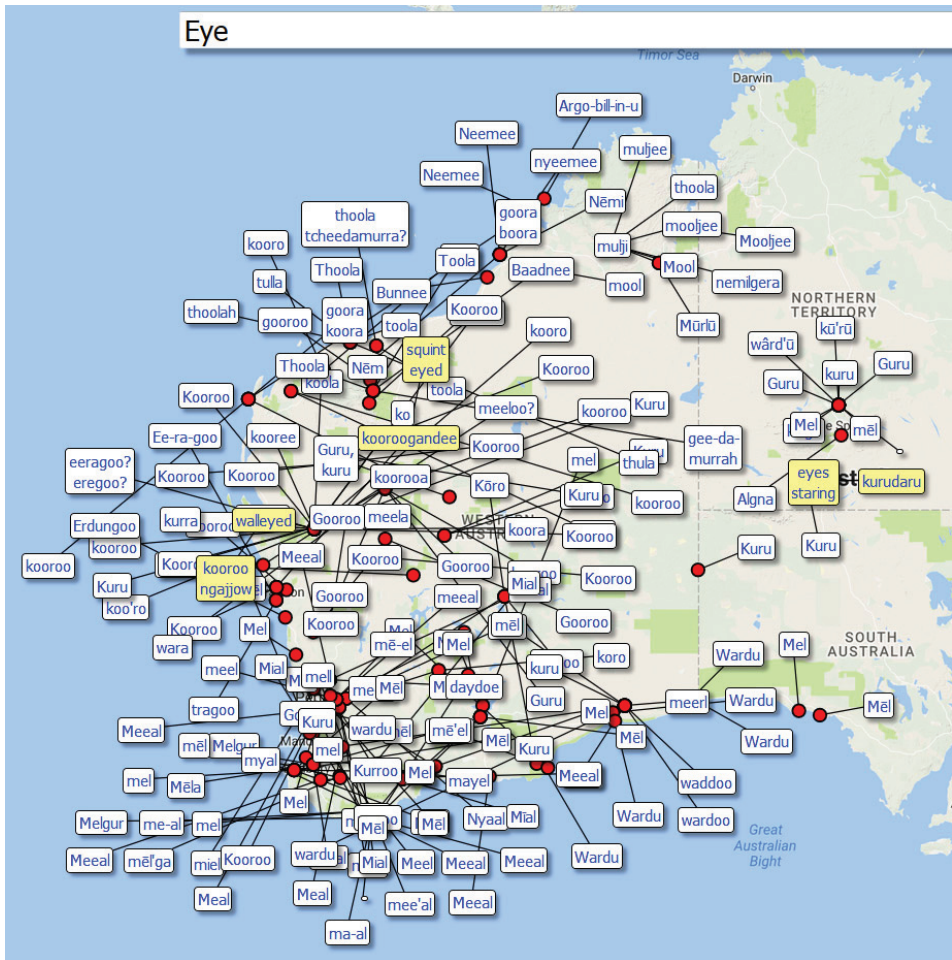 Eye
Timor Sea
Darwin
Argo-bill-in-u
Neemee
muljee
nyeemee
Neemee
thoola
Nēmi
goora
boora
thoola
tcheedamurra?
mooljee
Mooljee
kooro
mulji
Toola
Mool
Thoola
Baadnee
tulla
mool
nemilgera
Bunnee
NORTHERN
TERRITORY
thoolah
goora
koora
Kooroo
gooroo
toola
kooro
Mūrlū
kū'rū
wârd'ū
squint
eyed
Thoola
Nēm
Kooroo
kuru
Guru
koola
toola
Guru
Kooroo
ko
meeloo?
kooroo
Kuru
Mel
mēl
Ee-ra-goo
kooree
Guru,
kuru
kooroogandee
Kooroo
gee-da-
murrah
eeragoo?
eregoo?
Kooroo
Kooroo
koorooa
mel
thula
Kōro
Kuru
eyes
staring
kurudaru
Algna
kooroo
Erdungoo
kurra
walleyed
Gooroo
meela
WESTERN
koora
Kooroo
kooroo
Meeal
Kooroo
Kuru
Kuru
kooroo
kooroo
ngajjow
Gooroo
Kuru
koo'ro
Gooroo
meeal
Mial
Kooroo
Kooroo
Kooroo
Gooroo
mēl
SOUTH
AUSTRALIA
wara
Mel
mē-el
Mel
Mel
meel
Mial
mell
kuru
koro
Wardu
Mēl
daydoe
tragoo
Guru
meerl
Wardu
Mēl
Meeal
Kuru
wardu
mē'el
Mel
Wardu
mēl
Melgur
mel
Mēl
Kuru
Mēl
myal
Kurroo
Mel
mel
Mēla
mayel
Meeal
waddoo
Mel
Melgur
me-al
mel
Mēl
Mēl
Nyaal
Mīal
Wardu
wardoo
Great
Australian
Bight
Meeal
mēl'ga
miel
Kooroo
wardu
Mial
Meel
Meeal
Meeal
Wardu
Meal
Meal
mee'al
Meeal
ma-al